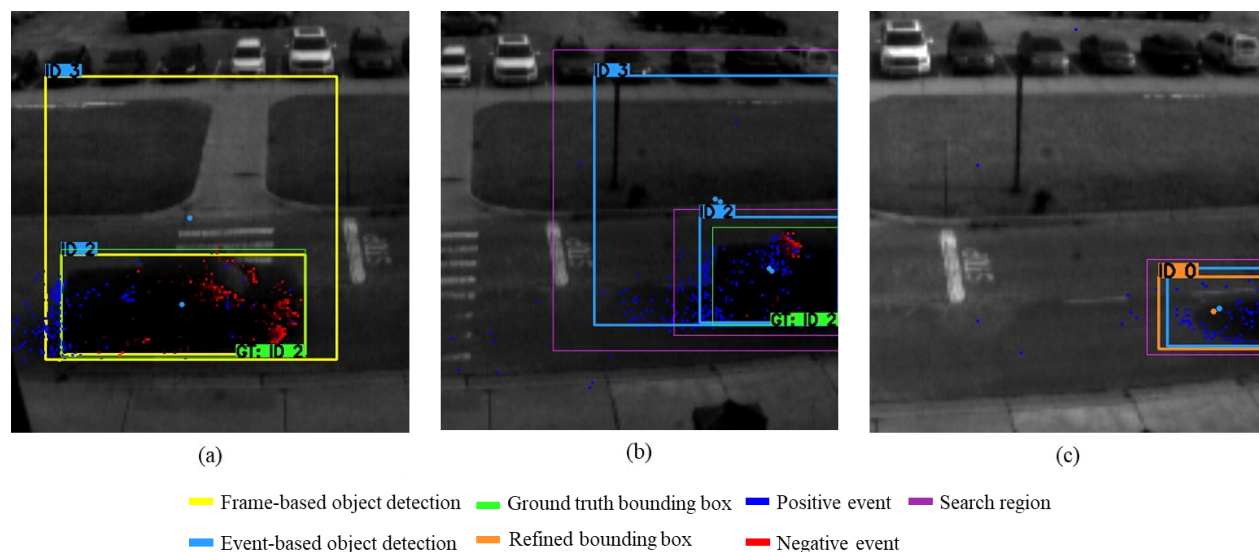 ID 3
ID 2
GT: ID 2
ID 3
ID 2
GT: ID 2
ID 0
(a)
(b)
(c)
Frame-based object detection
Ground truth bounding box
Positive event
Search region
Event-based object detection
Refined bounding box
Negative event